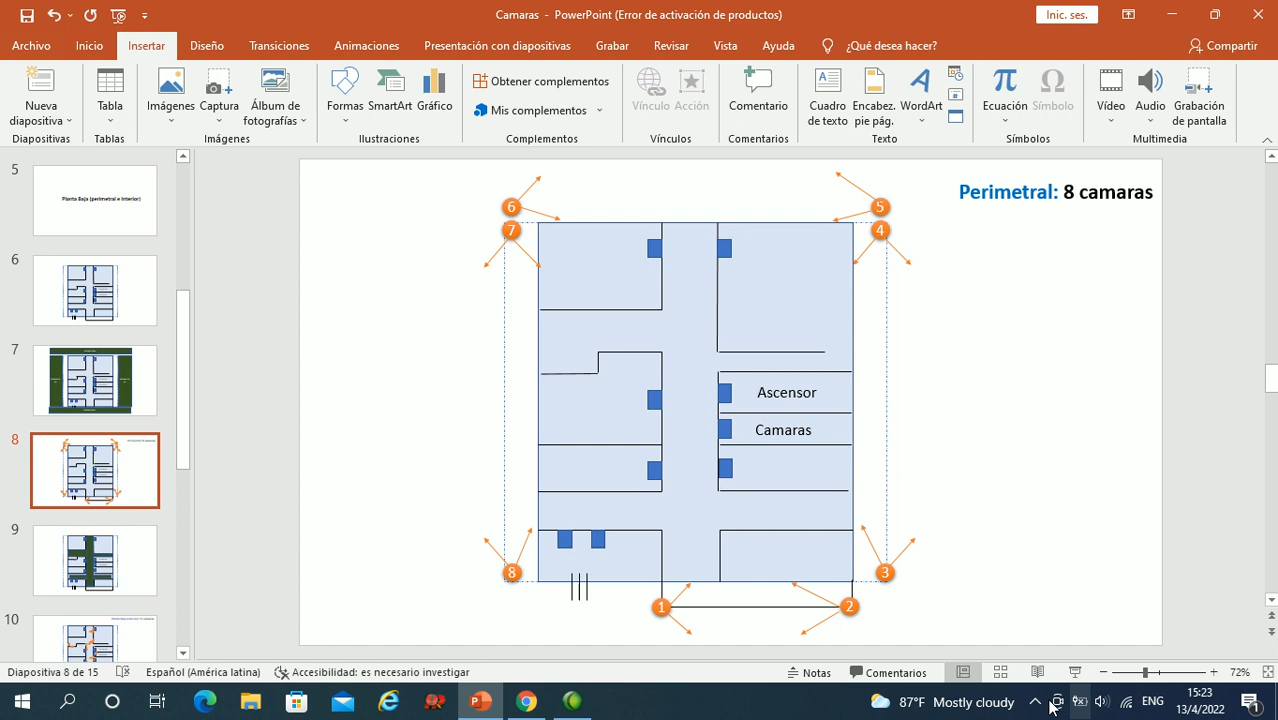 Camaras - PowerPoint (Error de activación de productos)
Inic. ses.
Archivo Inicio Insertar Diseño Transiciones Animaciones Presentación con diapositivas Grabar Revisar Vista Ayuda ¿Qué desea hacer? Compartir
Nueva diapositiva
Tabla
Imágenes
Captura
Álbum de fotografías
Formas
SmartArt
Gráfico
Obtener complementos
Mis complementos
Vínculo
Acción
Comentario
Cuadro de texto
Encabez. pie pág.
WordArt
Ecuación
Símbolo
Vídeo
Audio
Grabación de pantalla
Diapositivas Tablas Imágenes Ilustraciones Complementos Vínculos Comentarios Texto Símbolos Multimedia
5
Planta Baja (perimetral e interior)
6
7
8
9
10
Perimetral: 8 camaras
6
5
7
4
Ascensor
Camaras
8
3
1
2
Diapositiva 8 de 15 Español (América latina) Accesibilidad: es necesario investigar Notas Comentarios 72%
87°F Mostly cloudy ENG 15:23
13/4/2022
1